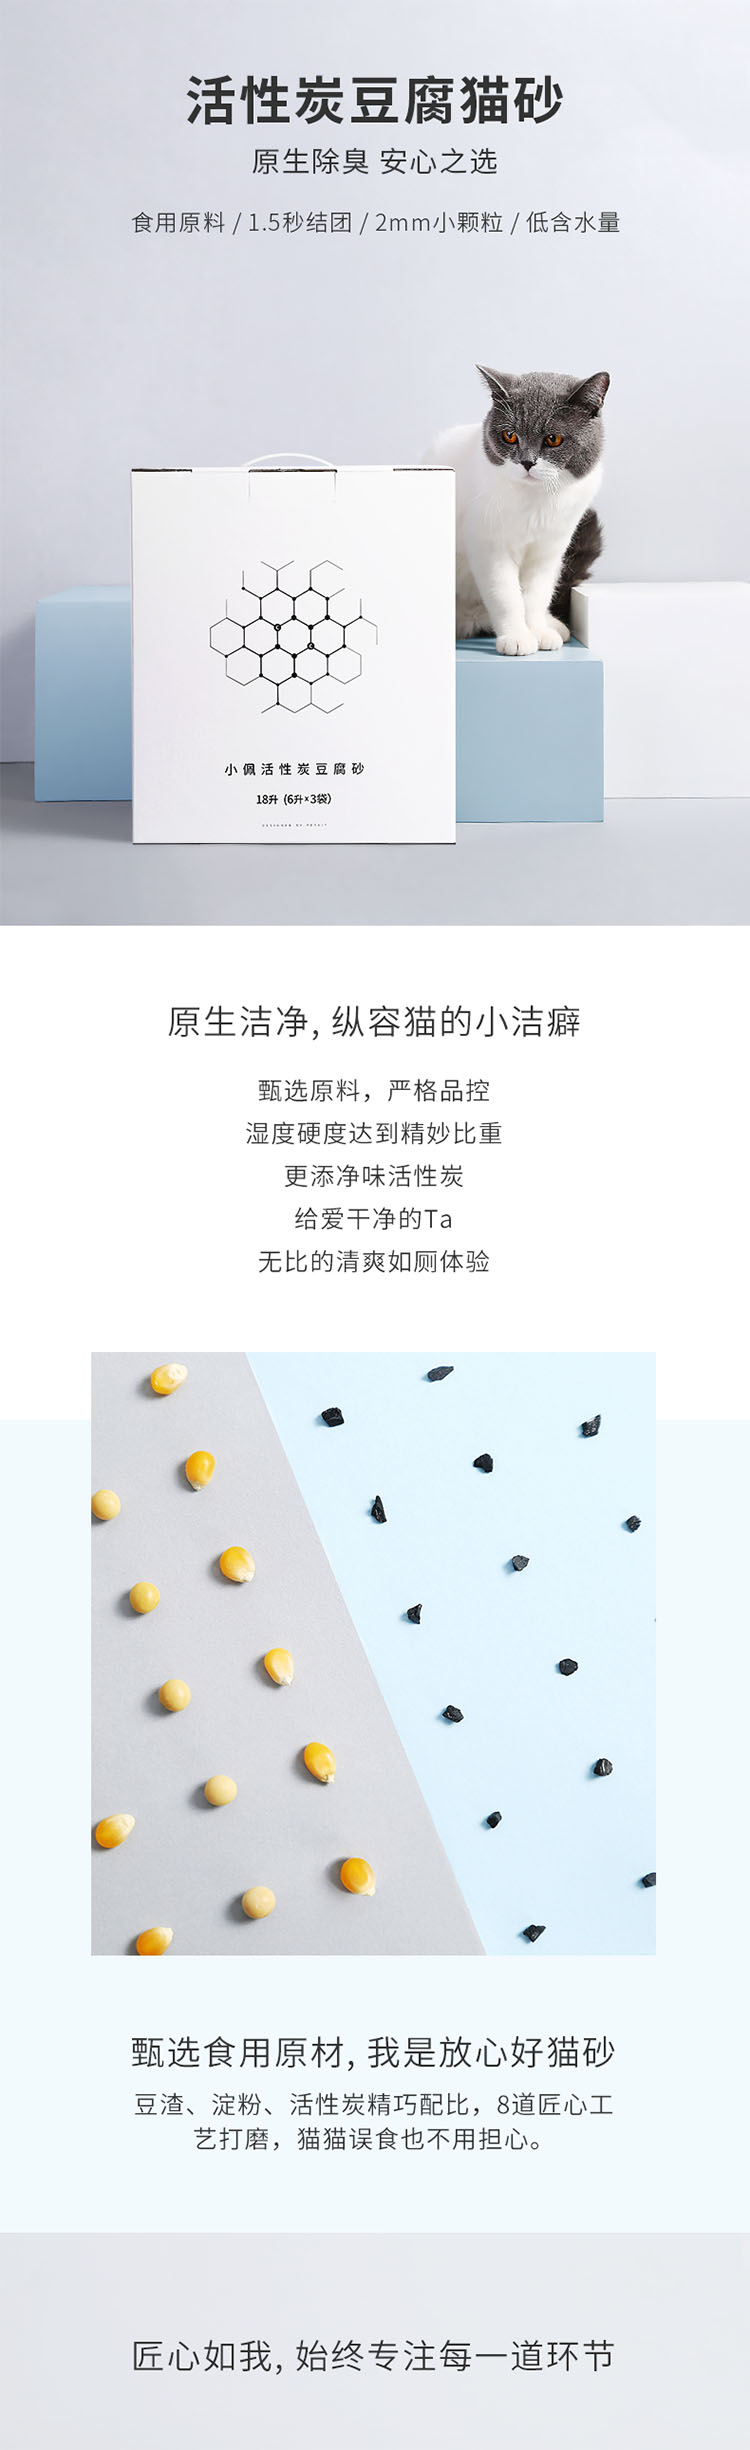 活性炭豆腐猫砂
原生除臭 安心之选
食用原料 / 1.5秒结团 / 2mm小颗粒 / 低含水量
小佩活性炭豆腐砂
18升 (6升×3袋)
DESIGNED BY PETKIT
原生洁净, 纵容猫的小洁癖
甄选原料，严格品控
湿度硬度达到精妙比重
更添净味活性炭
给爱干净的Ta
无比的清爽如厕体验
甄选食用原材, 我是放心好猫砂
豆渣、淀粉、活性炭精巧配比，8道匠心工
艺打磨，猫猫误食也不用担心。
匠心如我, 始终专注每一道环节